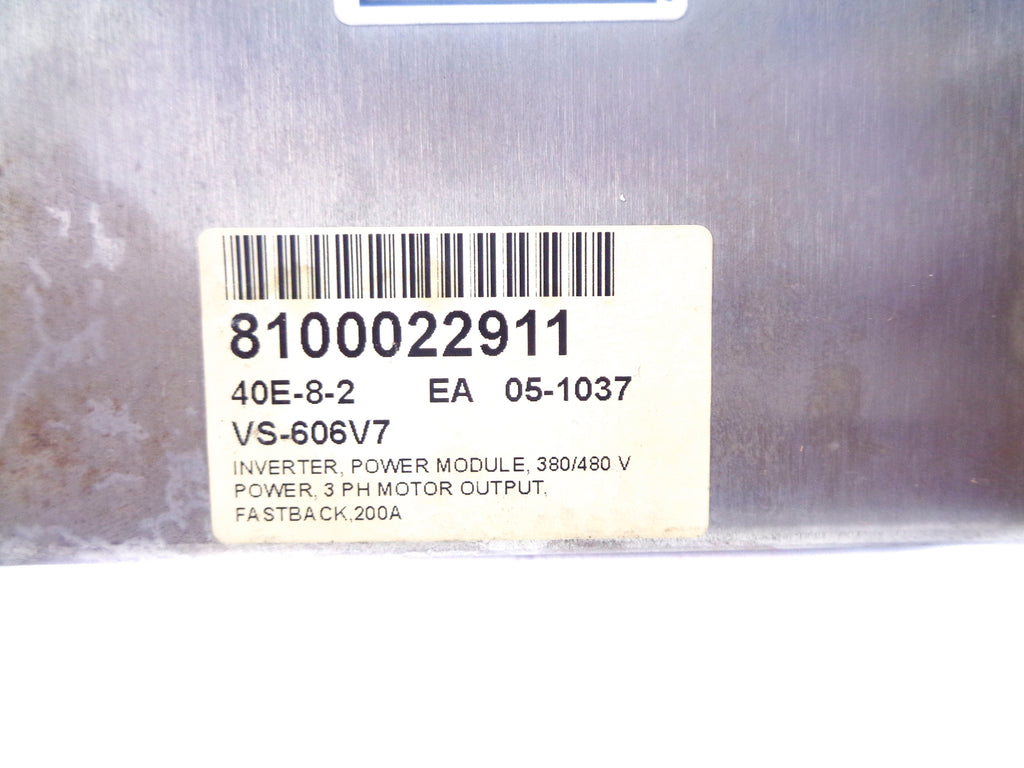 8100022911
40E-8-2 EA 05-1037
VS-606V7
INVERTER, POWER MODULE, 380/480 V
POWER, 3 PH MOTOR OUTPUT,
FASTBACK,200A